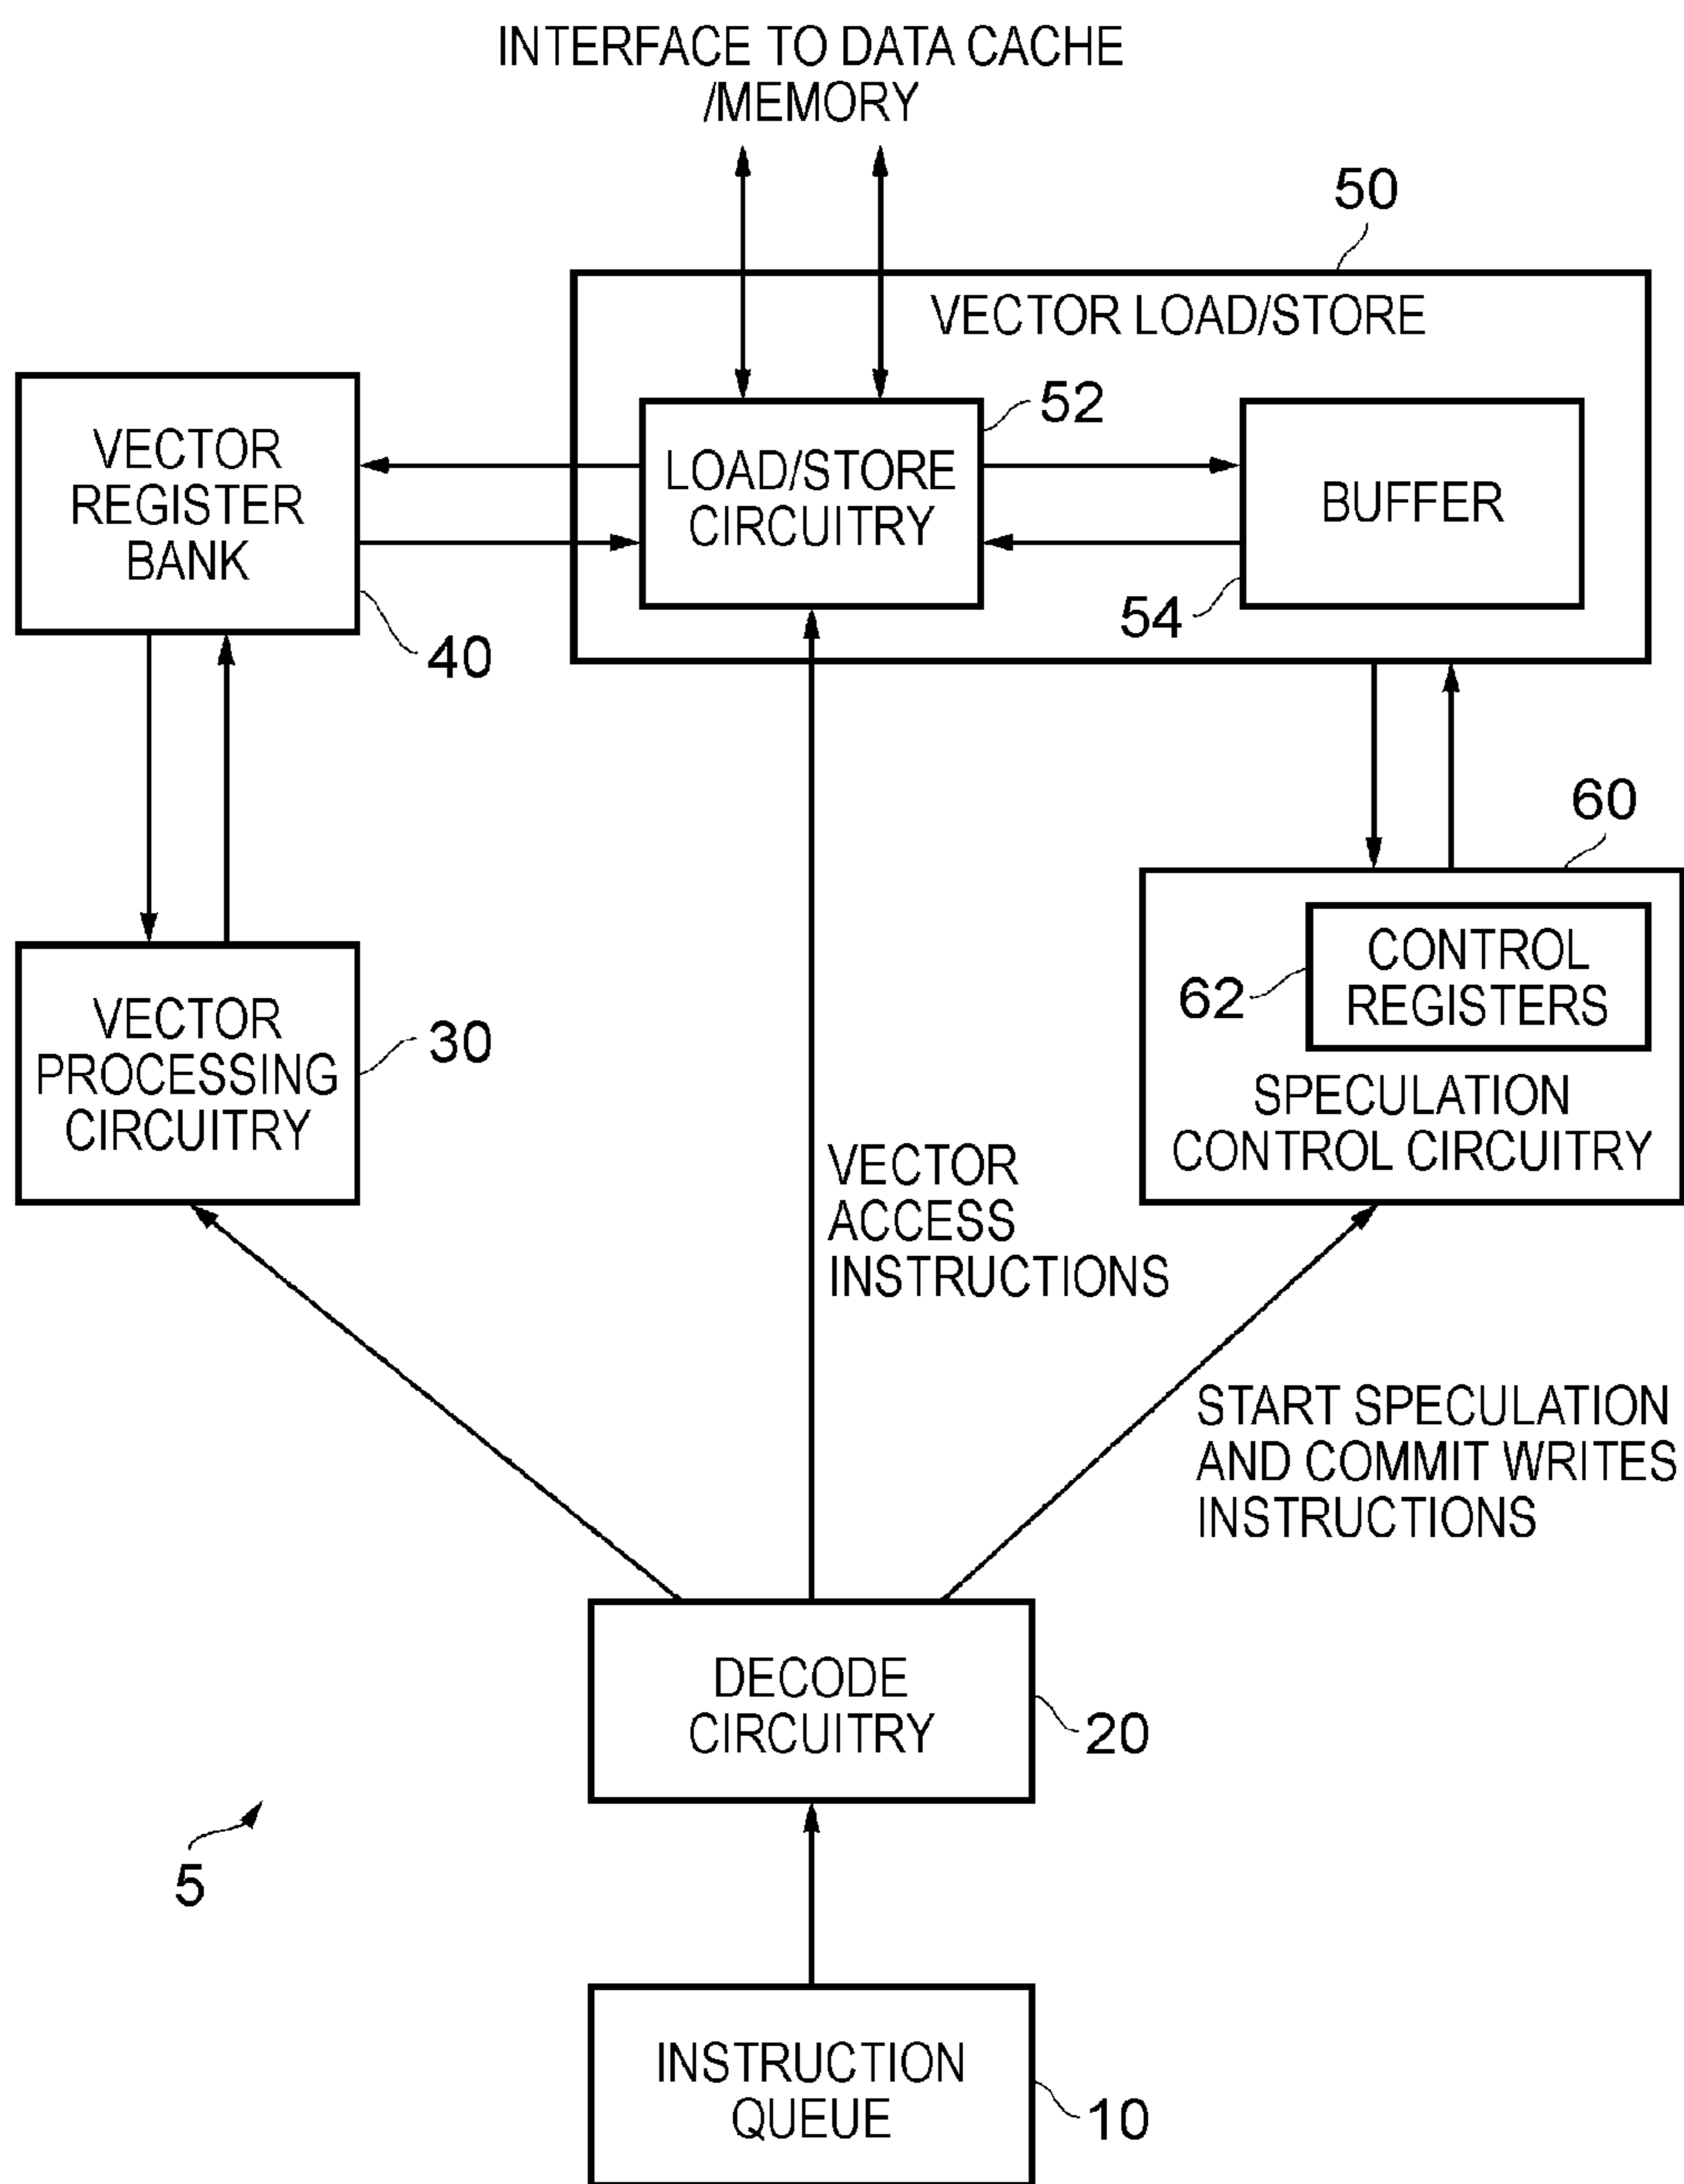 INTERFACE TO DATA CACHE
/MEMORY
50
VECTOR LOAD/STORE
52
VECTOR
REGISTER
BANK
LOAD/STORE
CIRCUITRY
BUFFER
54
40
60
CONTROL
REGISTERS
62
SPECULATION
CONTROL CIRCUITRY
VECTOR
PROCESSING
CIRCUITRY
30
VECTOR
ACCESS
INSTRUCTIONS
START SPECULATION
AND COMMIT WRITES
INSTRUCTIONS
DECODE
CIRCUITRY
20
5
INSTRUCTION
QUEUE
10